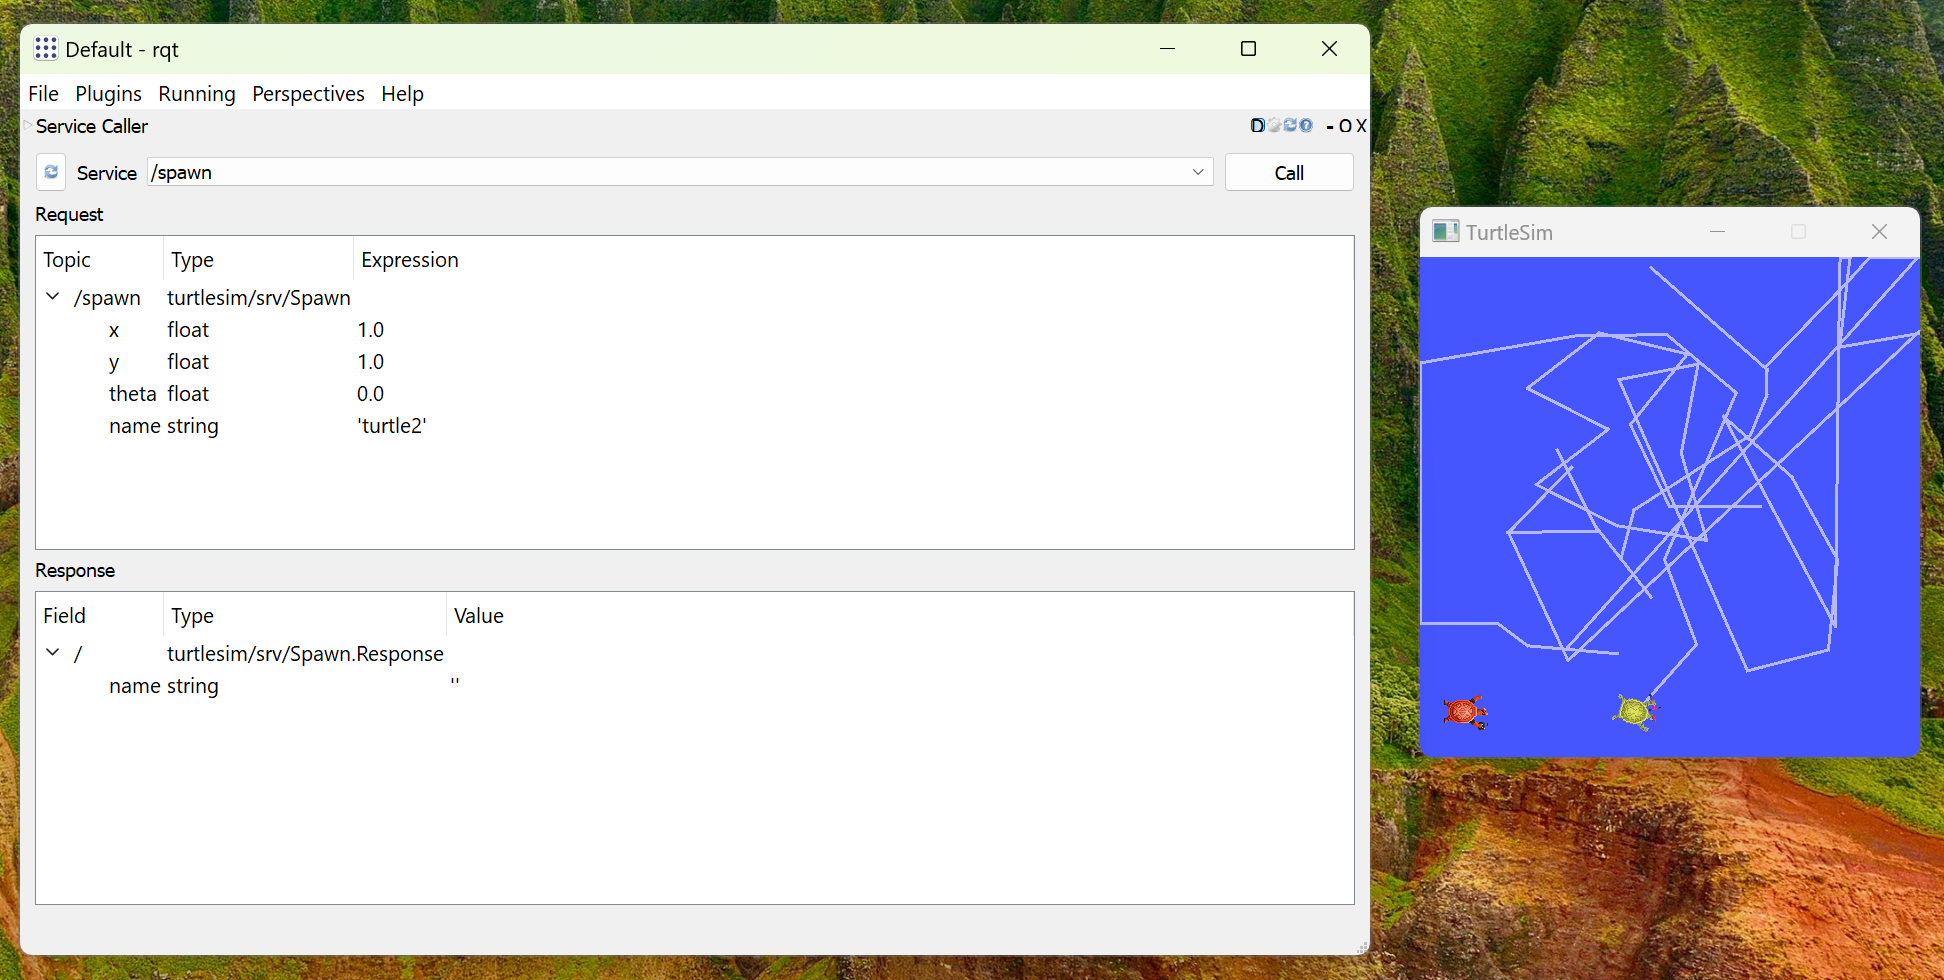 Default - rqt
File Plugins Running Perspectives Help
Service Caller
D ? - O X
Service /spawn Call
Request
Topic Type Expression
/spawn turtlesim/srv/Spawn
x float 1.0
y float 1.0
theta float 0.0
name string 'turtle2'
Response
Field Type Value
/ turtlesim/srv/Spawn.Response
name string ''
TurtleSim